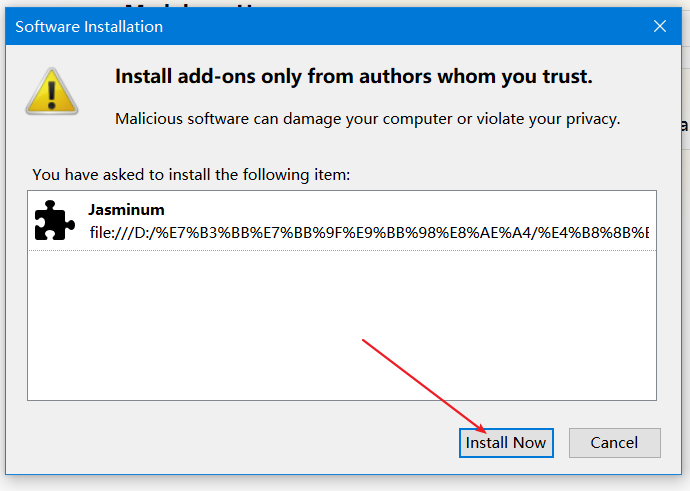 Software Installation
Install add-ons only from authors whom you trust.
Malicious software can damage your computer or violate your privacy.
You have asked to install the following item:
Jasminum
file:///D:/%E7%B3%BB%E7%BB%9F%E9%BB%98%E8%AE%A4/%E4%B8%8B%E
Install Now
Cancel